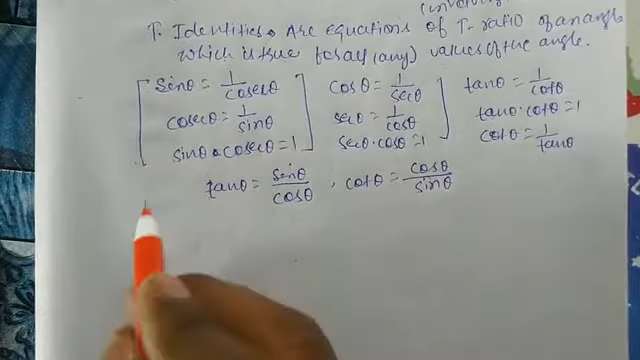 (involving
T. Identities. Are equations of T-ratio of an angle
which is true for all (any) values of the angle.
sinθ = 1/cosecθ cosθ = 1/secθ tanθ = 1/cotθ
cosecθ = 1/sinθ secθ = 1/cosθ tanθ·cotθ = 1
sinθ × cosecθ = 1 secθ·cosθ = 1 cotθ = 1/tanθ
tanθ = sinθ/cosθ , cotθ = cosθ/sinθ